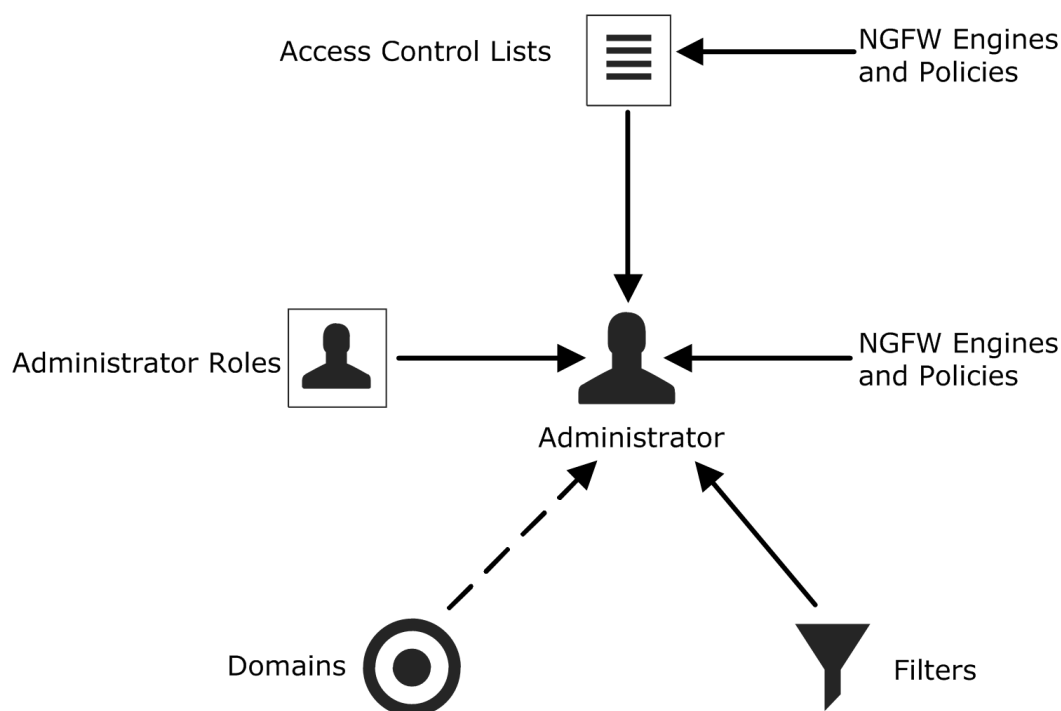 Access Control Lists
NGFW Engines
and Policies
Administrator Roles
NGFW Engines
and Policies
Administrator
Domains
Filters